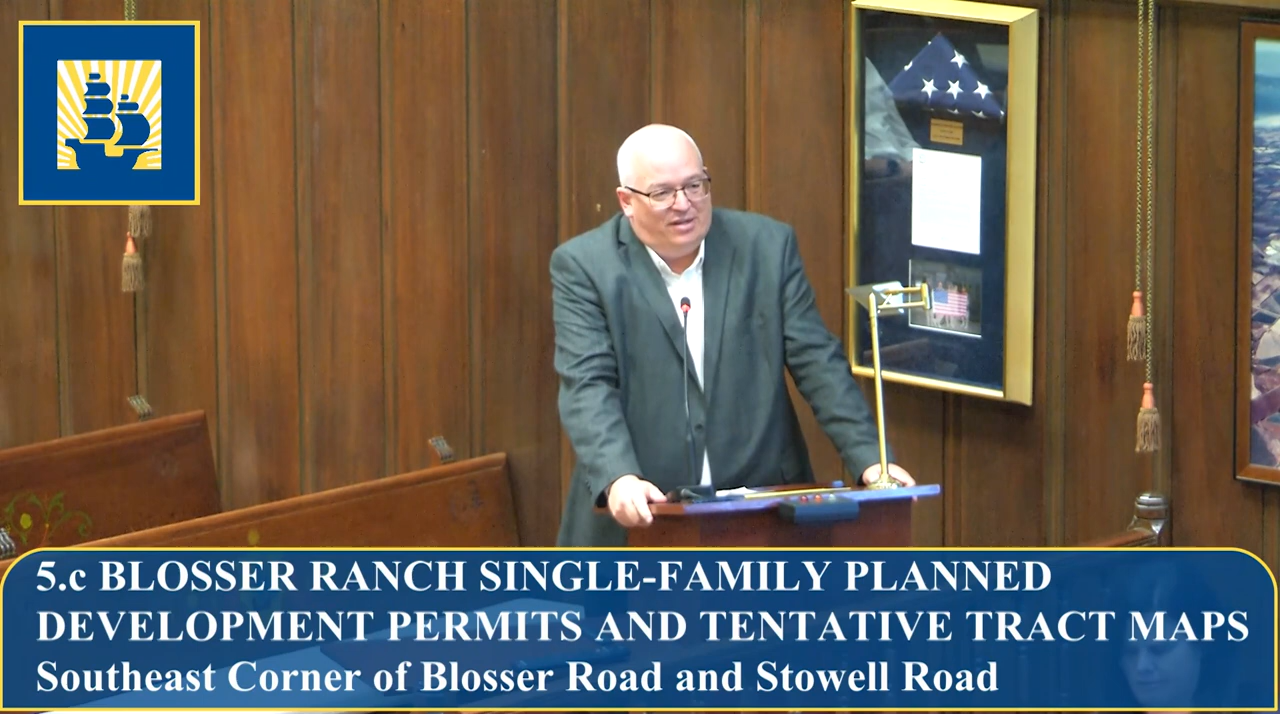 5.c BLOSSER RANCH SINGLE-FAMILY PLANNED
DEVELOPMENT PERMITS AND TENTATIVE TRACT MAPS
Southeast Corner of Blosser Road and Stowell Road